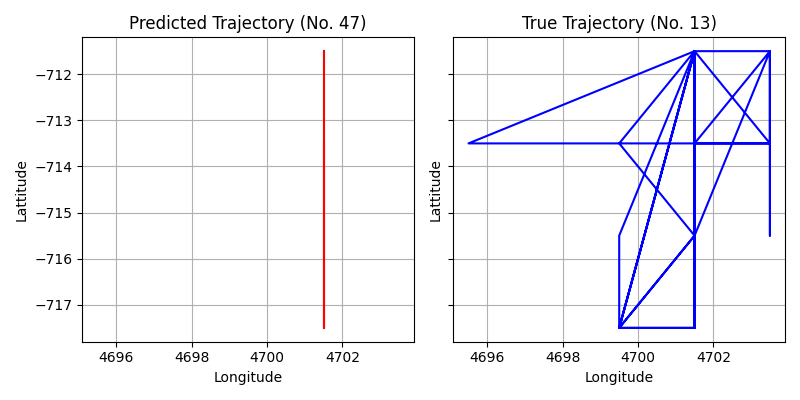 Predicted Trajectory (No. 47)
True Trajectory (No. 13)
Lattitude
−712
−713
−714
−715
−716
−717
4696
4698
4700
4702
Longitude
Lattitude
4696
4698
4700
4702
Longitude